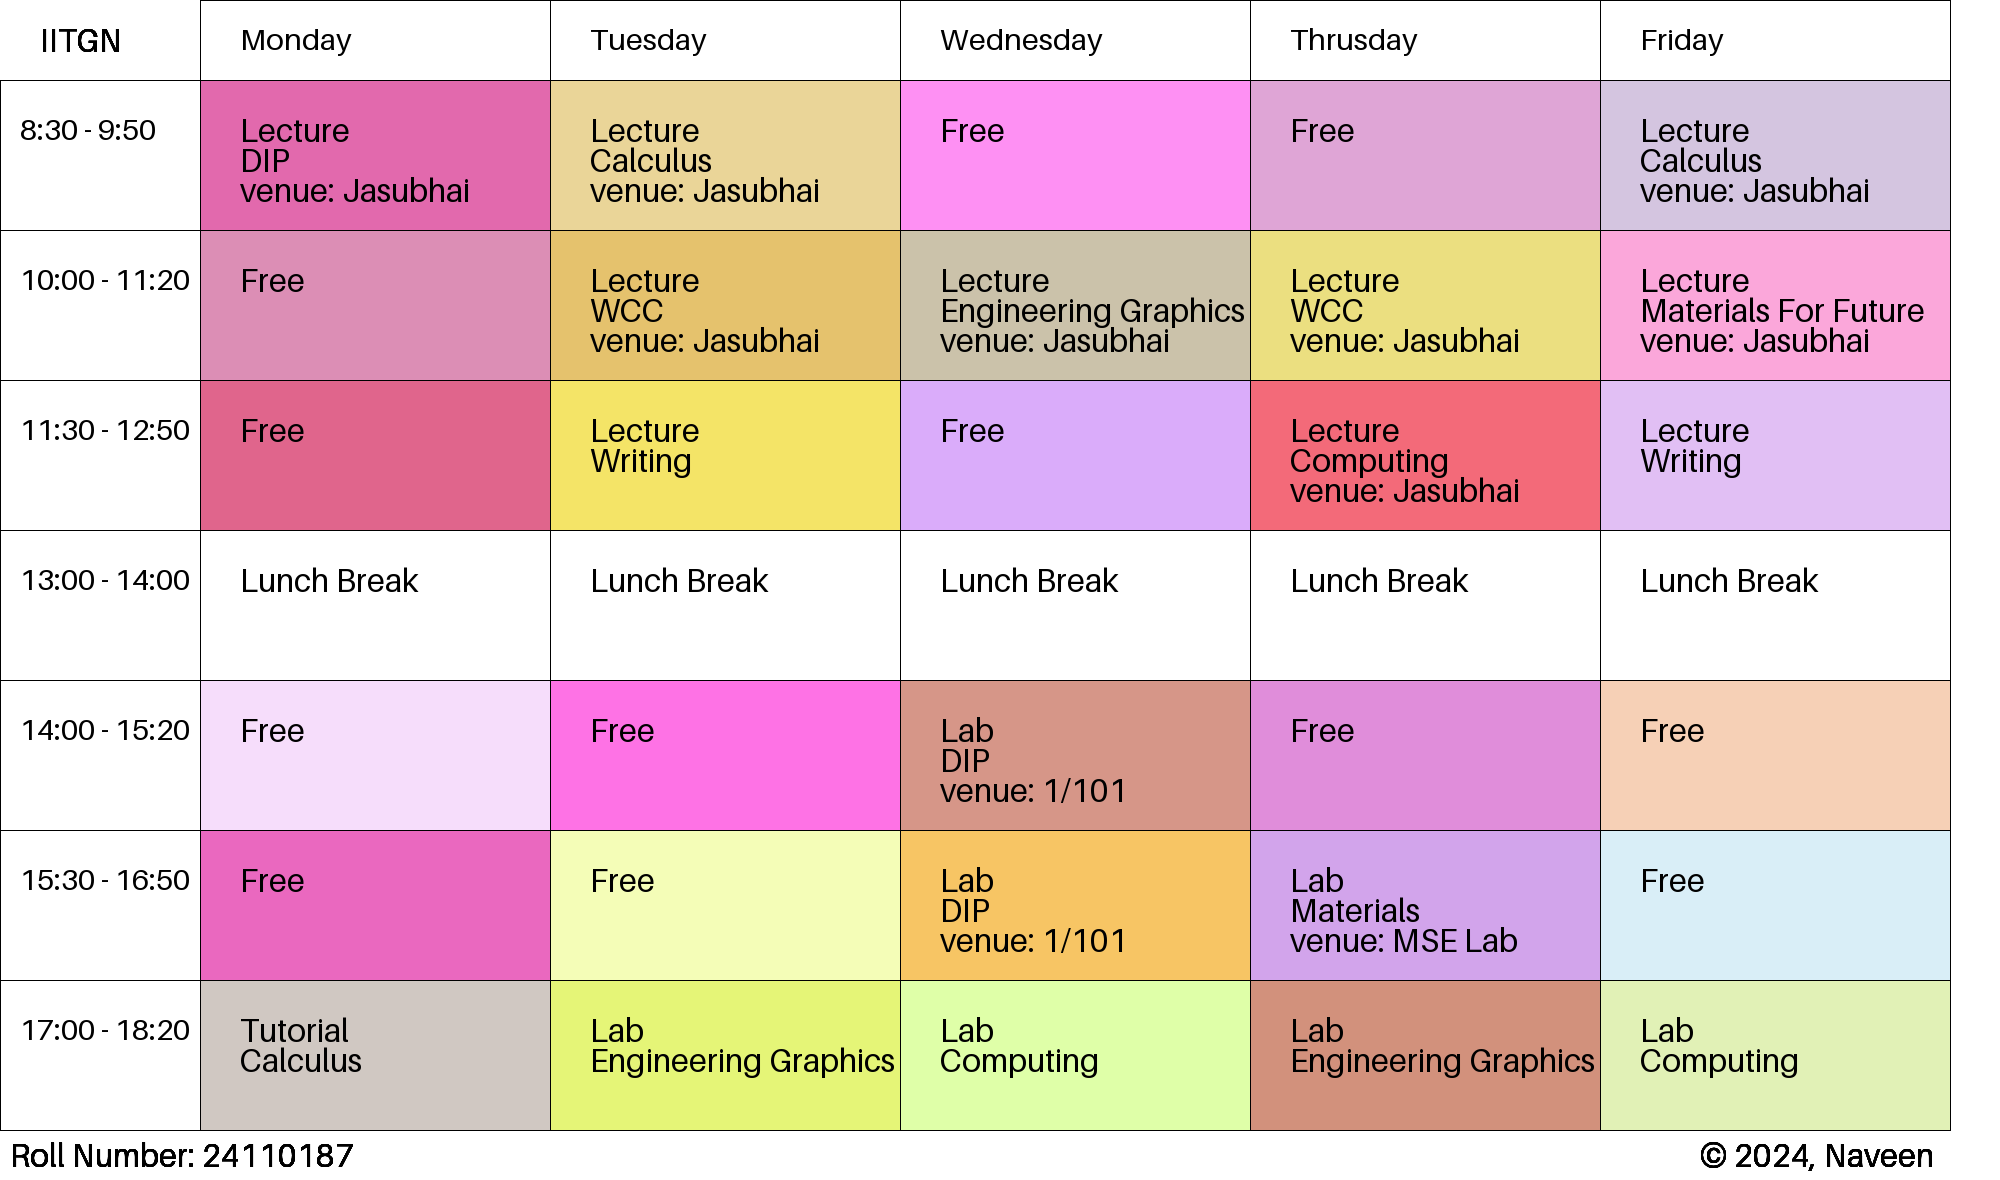 IITGN Monday Tuesday Wednesday Thrusday Friday
8:30 - 9:50
Lecture
DIP
venue: Jasubhai
Lecture
Calculus
venue: Jasubhai
Free
Free
Lecture
Calculus
venue: Jasubhai
10:00 - 11:20
Free
Lecture
WCC
venue: Jasubhai
Lecture
Engineering Graphics
venue: Jasubhai
Lecture
WCC
venue: Jasubhai
Lecture
Materials For Future
venue: Jasubhai
11:30 - 12:50
Free
Lecture
Writing
Free
Lecture
Computing
venue: Jasubhai
Lecture
Writing
13:00 - 14:00
Lunch Break
Lunch Break
Lunch Break
Lunch Break
Lunch Break
14:00 - 15:20
Free
Free
Lab
DIP
venue: 1/101
Free
Free
15:30 - 16:50
Free
Free
Lab
DIP
venue: 1/101
Lab
Materials
venue: MSE Lab
Free
17:00 - 18:20
Tutorial
Calculus
Lab
Engineering Graphics
Lab
Computing
Lab
Engineering Graphics
Lab
Computing
Roll Number: 24110187
© 2024, Naveen